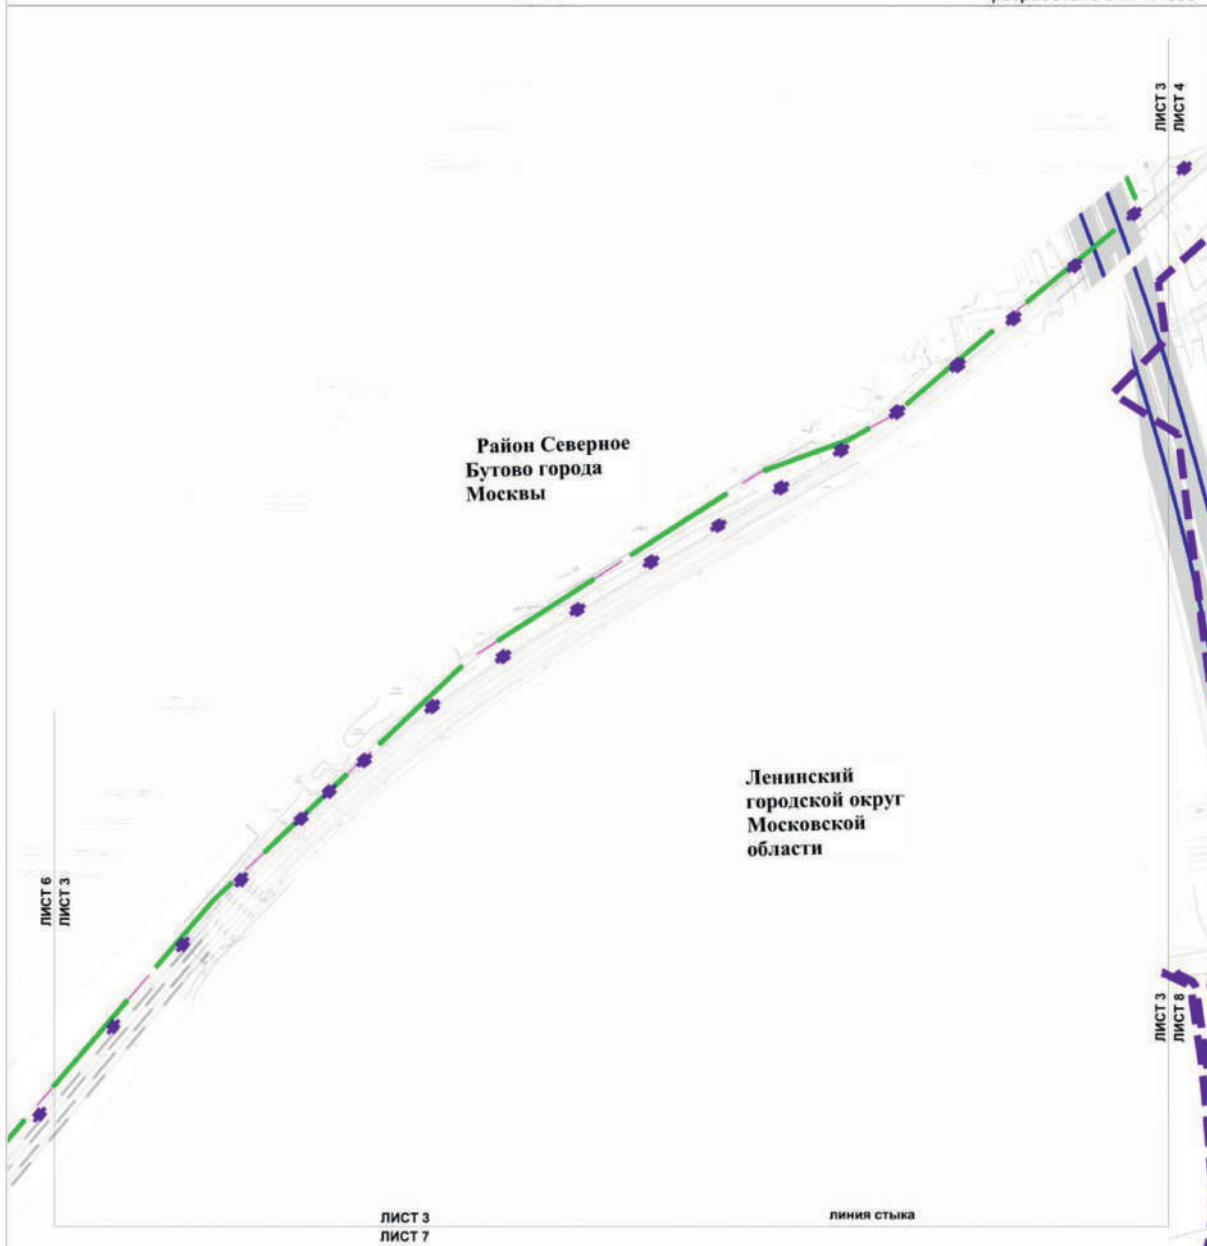 ЛИСТ 3
ЛИСТ 4
Район Северное
Бутово города
Москвы
Ленинский
городской округ
Московской
области
ЛИСТ 6
ЛИСТ 3
ЛИСТ 3
ЛИСТ 8
ЛИСТ 3
линия стыка
ЛИСТ 7